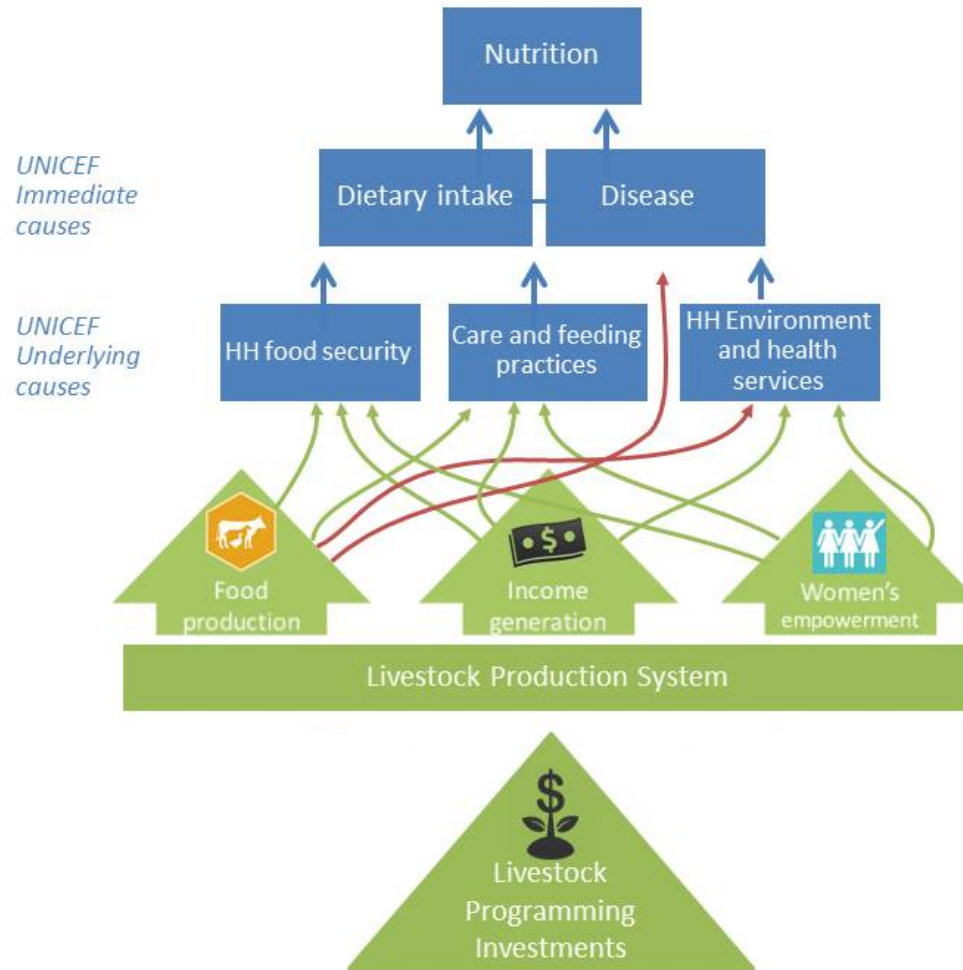 Nutrition
UNICEF
Immediate
causes
Dietary intake
Disease
UNICEF
Underlying
causes
HH food security
Care and feeding
practices
HH Environment
and health
services
$
Food
production
Income
generation
Women's
empowerment
Livestock Production System
$
Livestock
Programming
Investments